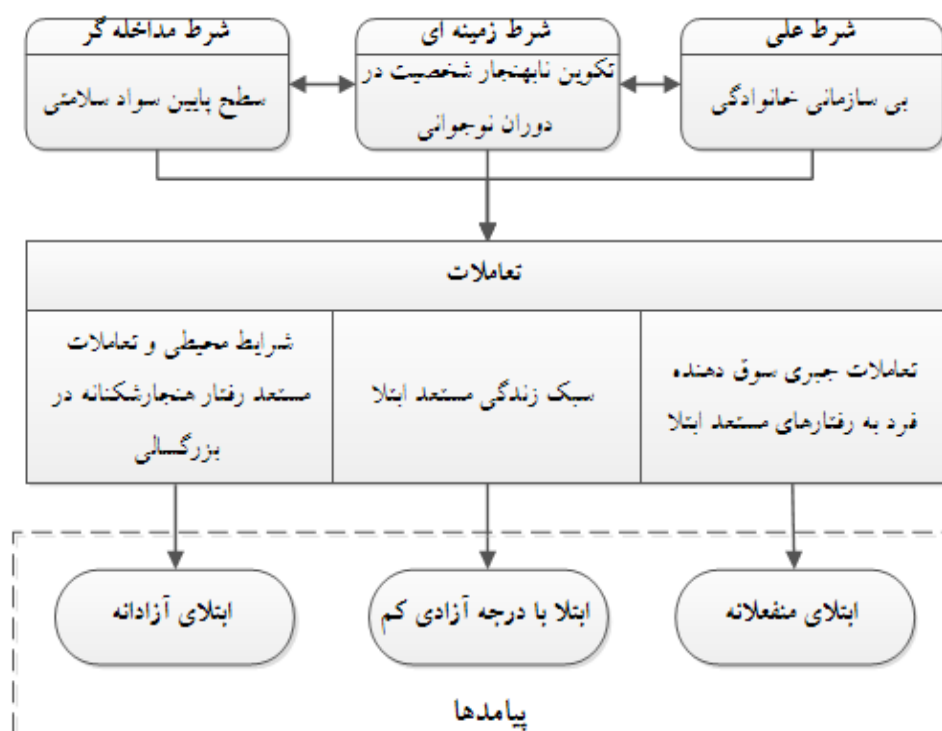 شرط علی
بی سازمانی خانوادگی
شرط زمینه ای
تکوین نابهنجار شخصیت در
دوران نوجوانی
شرط مداخله گر
سطح پایین سواد سلامتی
تعاملات
تعاملات جبری سوق دهنده
فرد به رفتارهای مستعد ابتلا
سبک زندگی مستعد ابتلا
شرایط محیطی و تعاملات
مستعد رفتار هنجارشکنانه در
بزرگسالی
ابتلای منفعلانه
ابتلا با درجه آزادی کم
ابتلای آزادانه
پیامدها